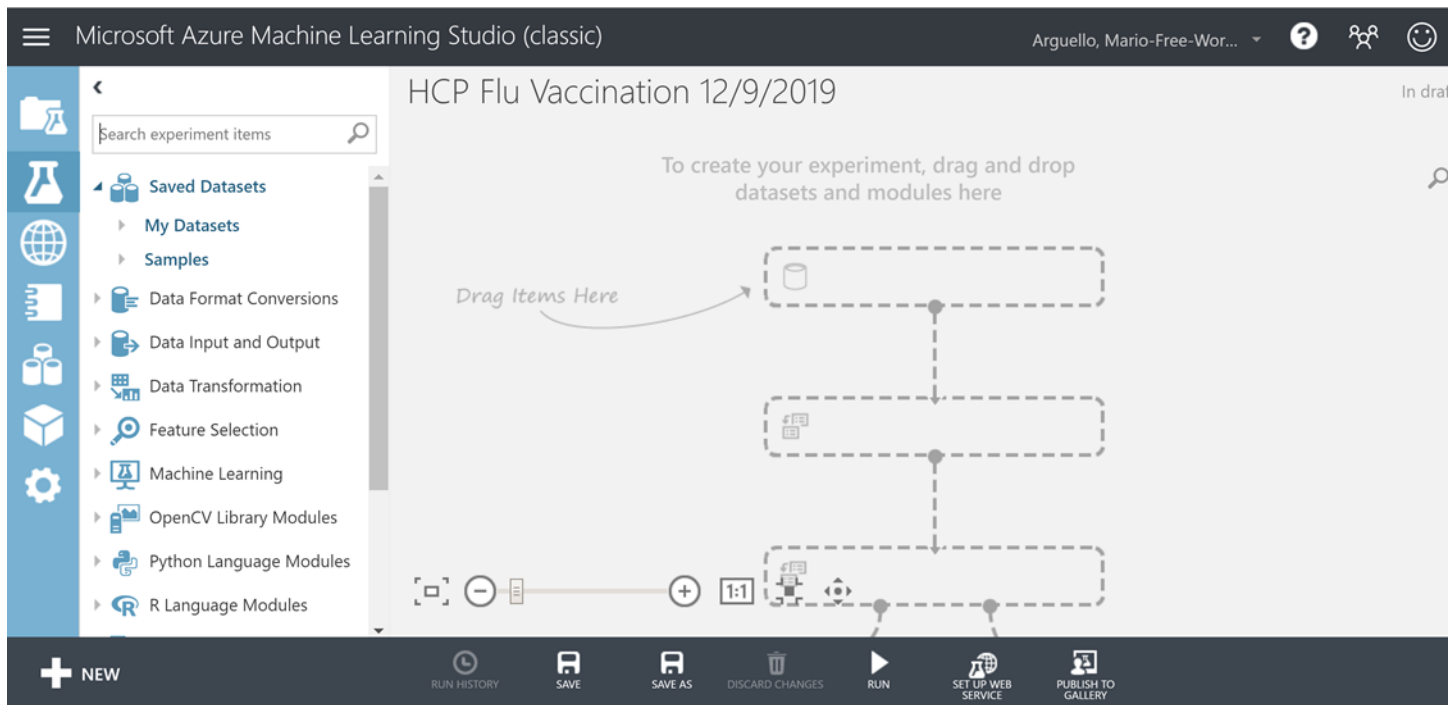 Microsoft Azure Machine Learning Studio (classic)
Arguello, Mario-Free-Wor...
?
HCP Flu Vaccination 12/9/2019
In draf
Search experiment items
To create your experiment, drag and drop
datasets and modules here
Saved Datasets
My Datasets
Samples
Data Format Conversions
Drag Items Here
Data Input and Output
Data Transformation
Feature Selection
Machine Learning
OpenCV Library Modules
Python Language Modules
R Language Modules
1:1
NEW
RUN HISTORY
SAVE
SAVE AS
DISCARD CHANGES
RUN
SET UP WEB
SERVICE
PUBLISH TO
GALLERY